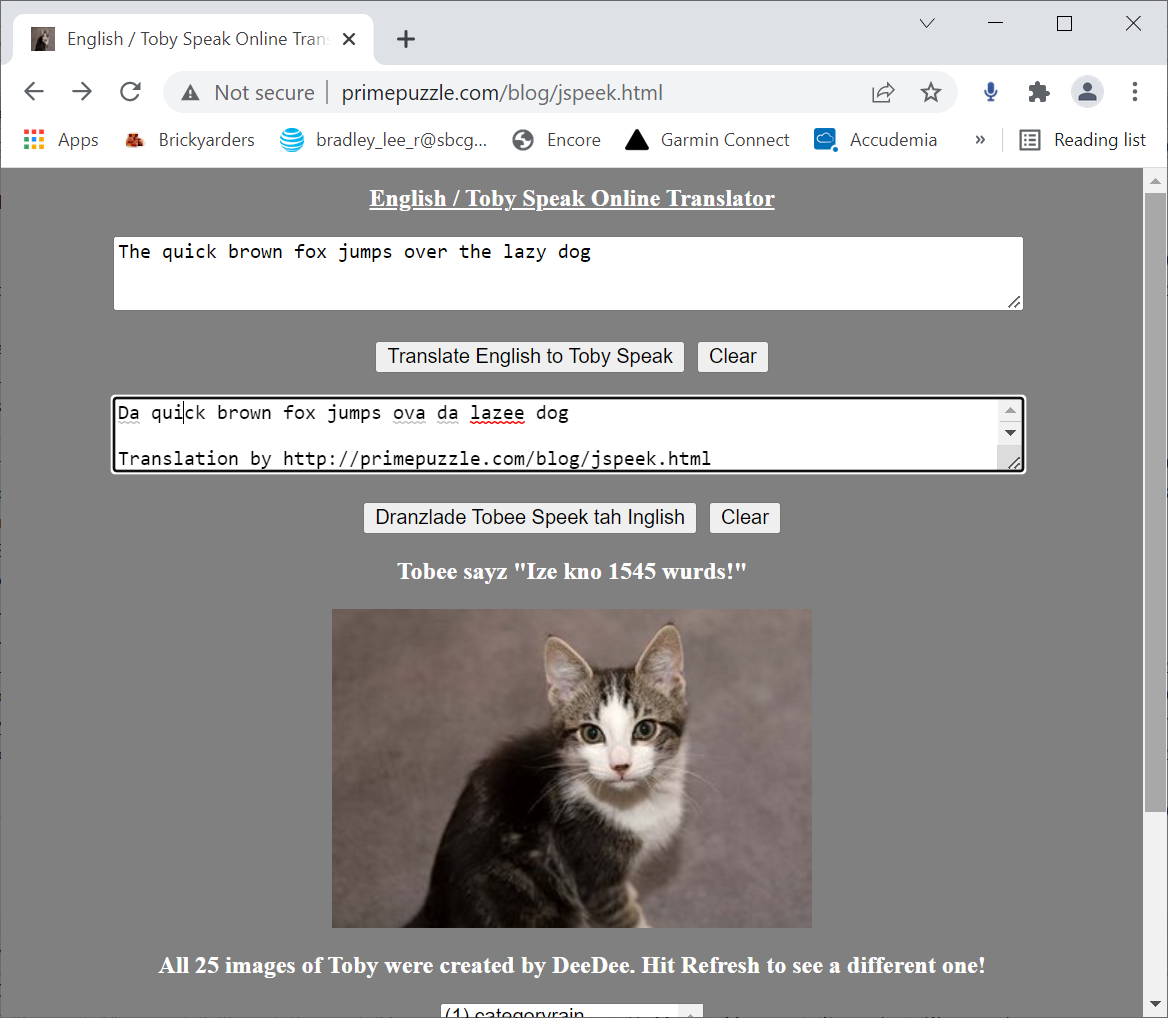 English / Toby Speak Online Tran
Not secure | primepuzzle.com/blog/jspeek.html
Apps Brickyarders bradley_lee_r@sbcg... Encore Garmin Connect Accudemia » Reading list
English / Toby Speak Online Translator
The quick brown fox jumps over the lazy dog
Translate English to Toby Speak Clear
Da quick brown fox jumps ova da lazee dog
Translation by http://primepuzzle.com/blog/jspeek.html
Dranzlade Tobee Speek tah Inglish Clear
Tobee sayz "Ize kno 1545 wurds!"
All 25 images of Toby were created by DeeDee. Hit Refresh to see a different one!
(1) categoryrain